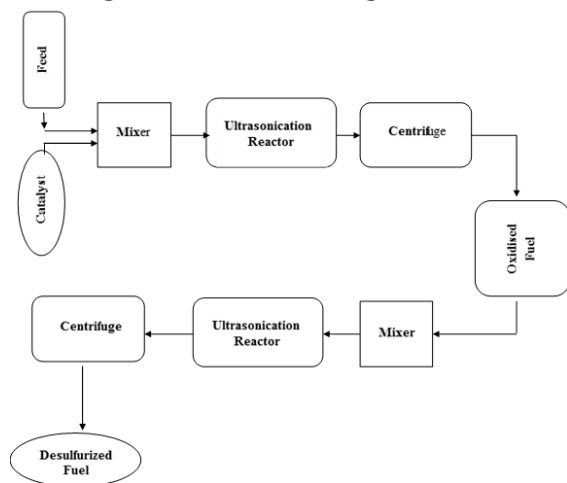 Feed
Mixer
Ultrasonication
Reactor
Centrifuge
Catalyst
Oxidised
Fuel
Centrifuge
Ultrasonication
Reactor
Mixer
Desulfurized
Fuel